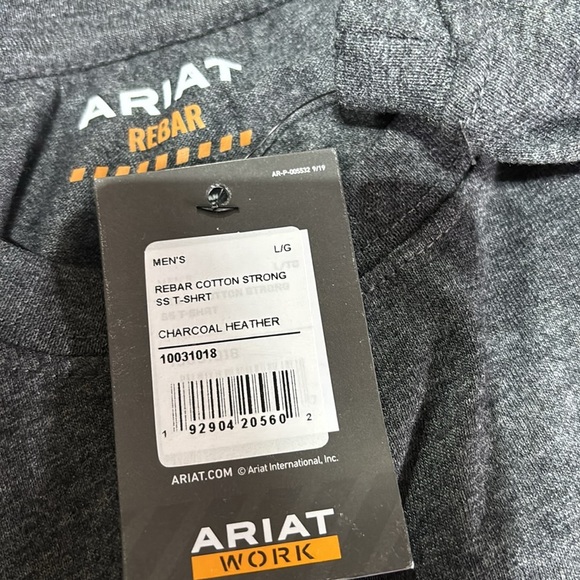 ARIAT
REBAR
AR-P-005532 9/19
MEN'S L/G
REBAR COTTON STRONG
SS T-SHRT
CHARCOAL HEATHER
10031018
1 92904 20560 2
ARIAT.COM © Ariat International, Inc.
ARIAT
WORK